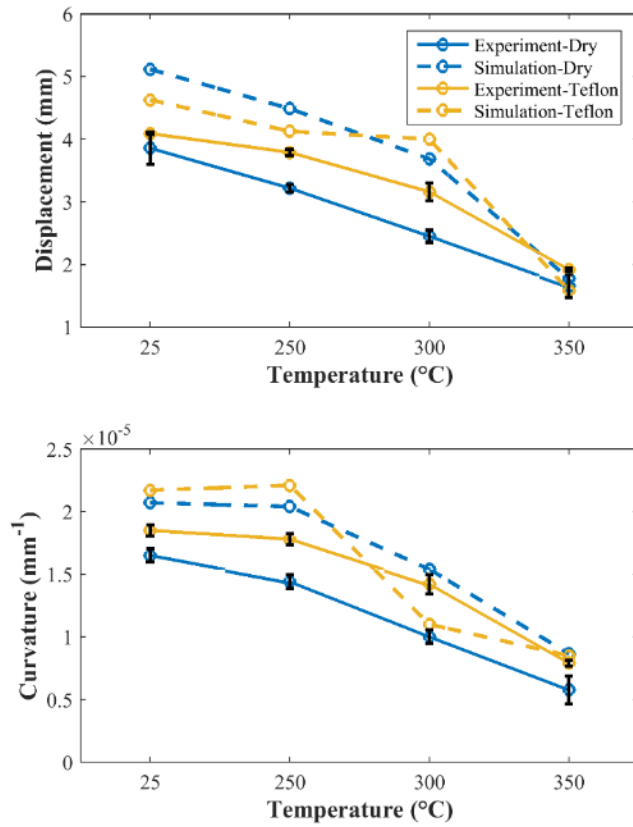 6
5
4
3
2
1
Displacement (mm)
Experiment-Dry
Simulation-Dry
Experiment-Teflon
Simulation-Teflon
25 250 300 350
Temperature (°C)
×10⁻⁵
2.5
2
1.5
1
0.5
0
Curvature (mm⁻¹)
25 250 300 350
Temperature (°C)